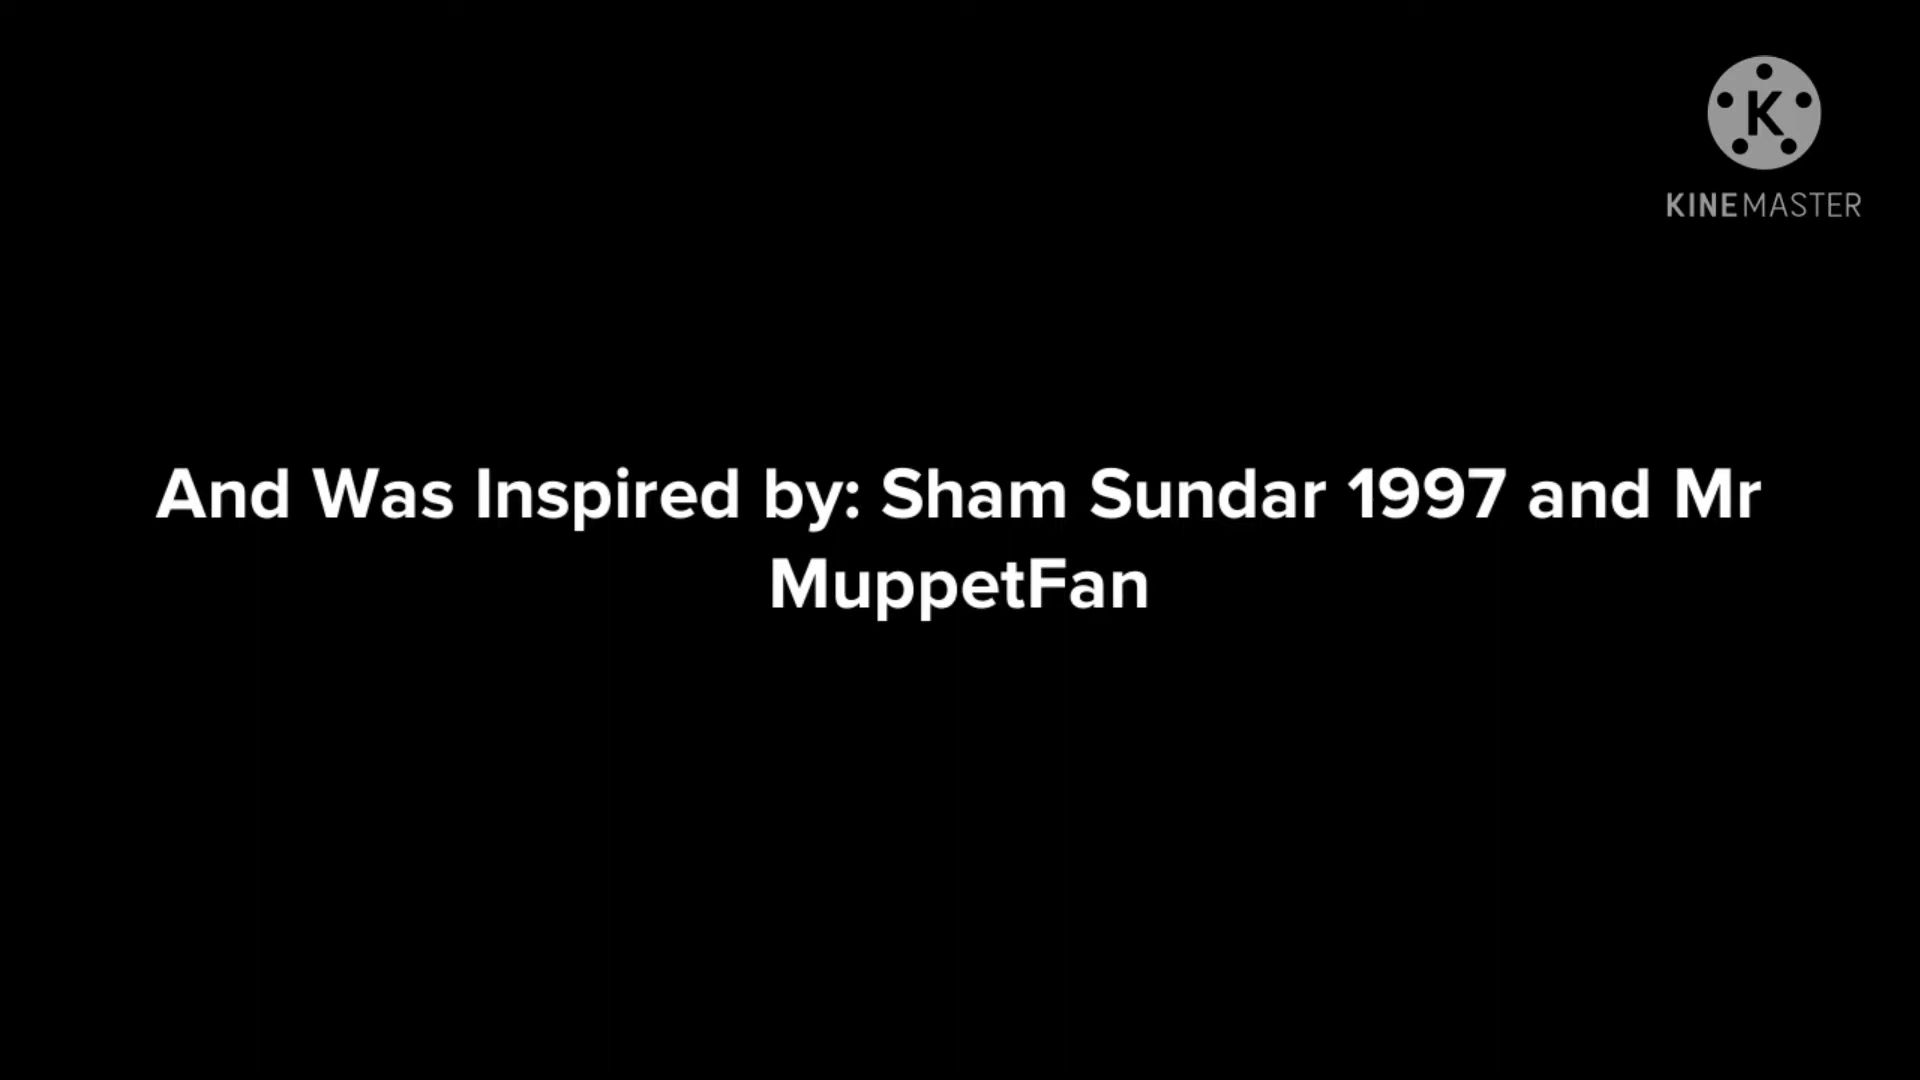 K
KINEMASTER
And Was Inspired by: Sham Sundar 1997 and Mr
MuppetFan